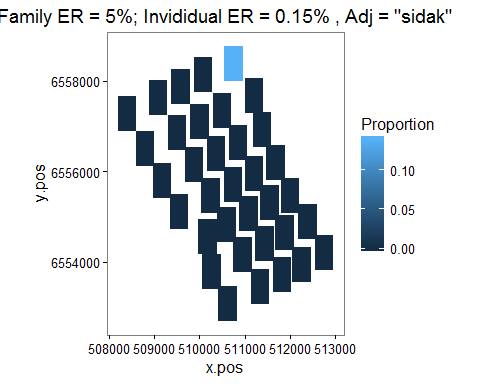 Family ER = 5%; Invididual ER = 0.15% , Adj = "sidak"
6558000
6556000
6554000
y.pos
508000 509000 510000 511000 512000 513000
x.pos
Proportion
0.10
0.05
0.00